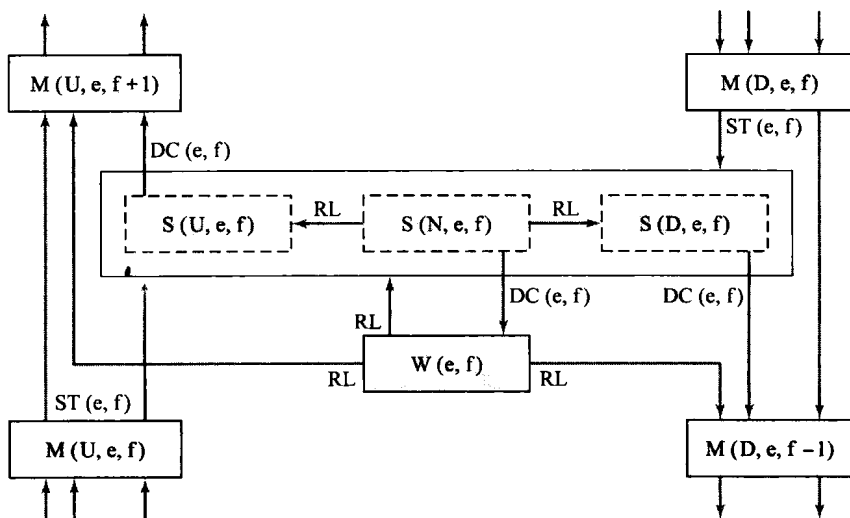 M (U, e, f + 1)
M (D, e, f)
ST (e, f)
DC (e, f)
S (U, e, f)
RL
S (N, e, f)
RL
S (D, e, f)
DC (e, f)
DC (e, f)
RL
W (e, f)
RL
RL
ST (e, f)
M (U, e, f)
M (D, e, f − 1)